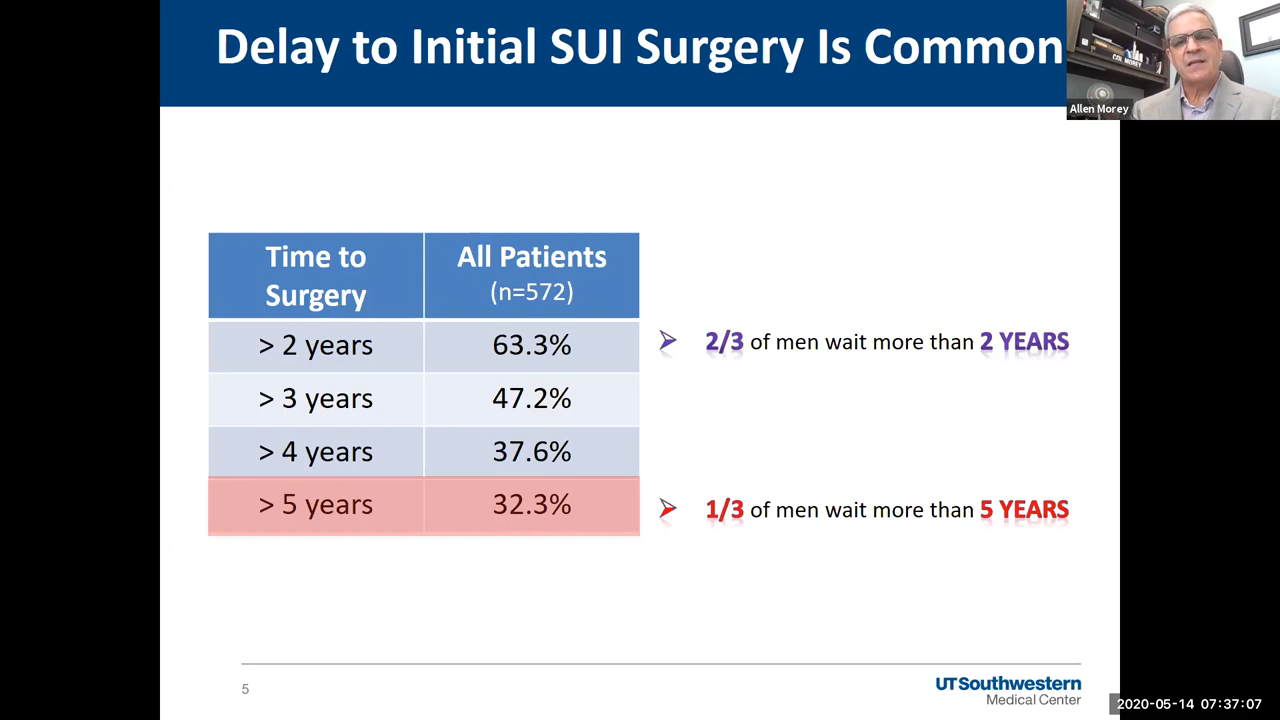 Delay to Initial SUI Surgery Is Common
COL MOREY
Allen Morey
Time to
Surgery
All Patients
(n=572)
> 2 years
63.3%
> 3 years
47.2%
> 4 years
37.6%
> 5 years
32.3%
2/3 of men wait more than 2 YEARS
1/3 of men wait more than 5 YEARS
5
UTSouthwestern
Medical Center
2020-05-14 07:37:07